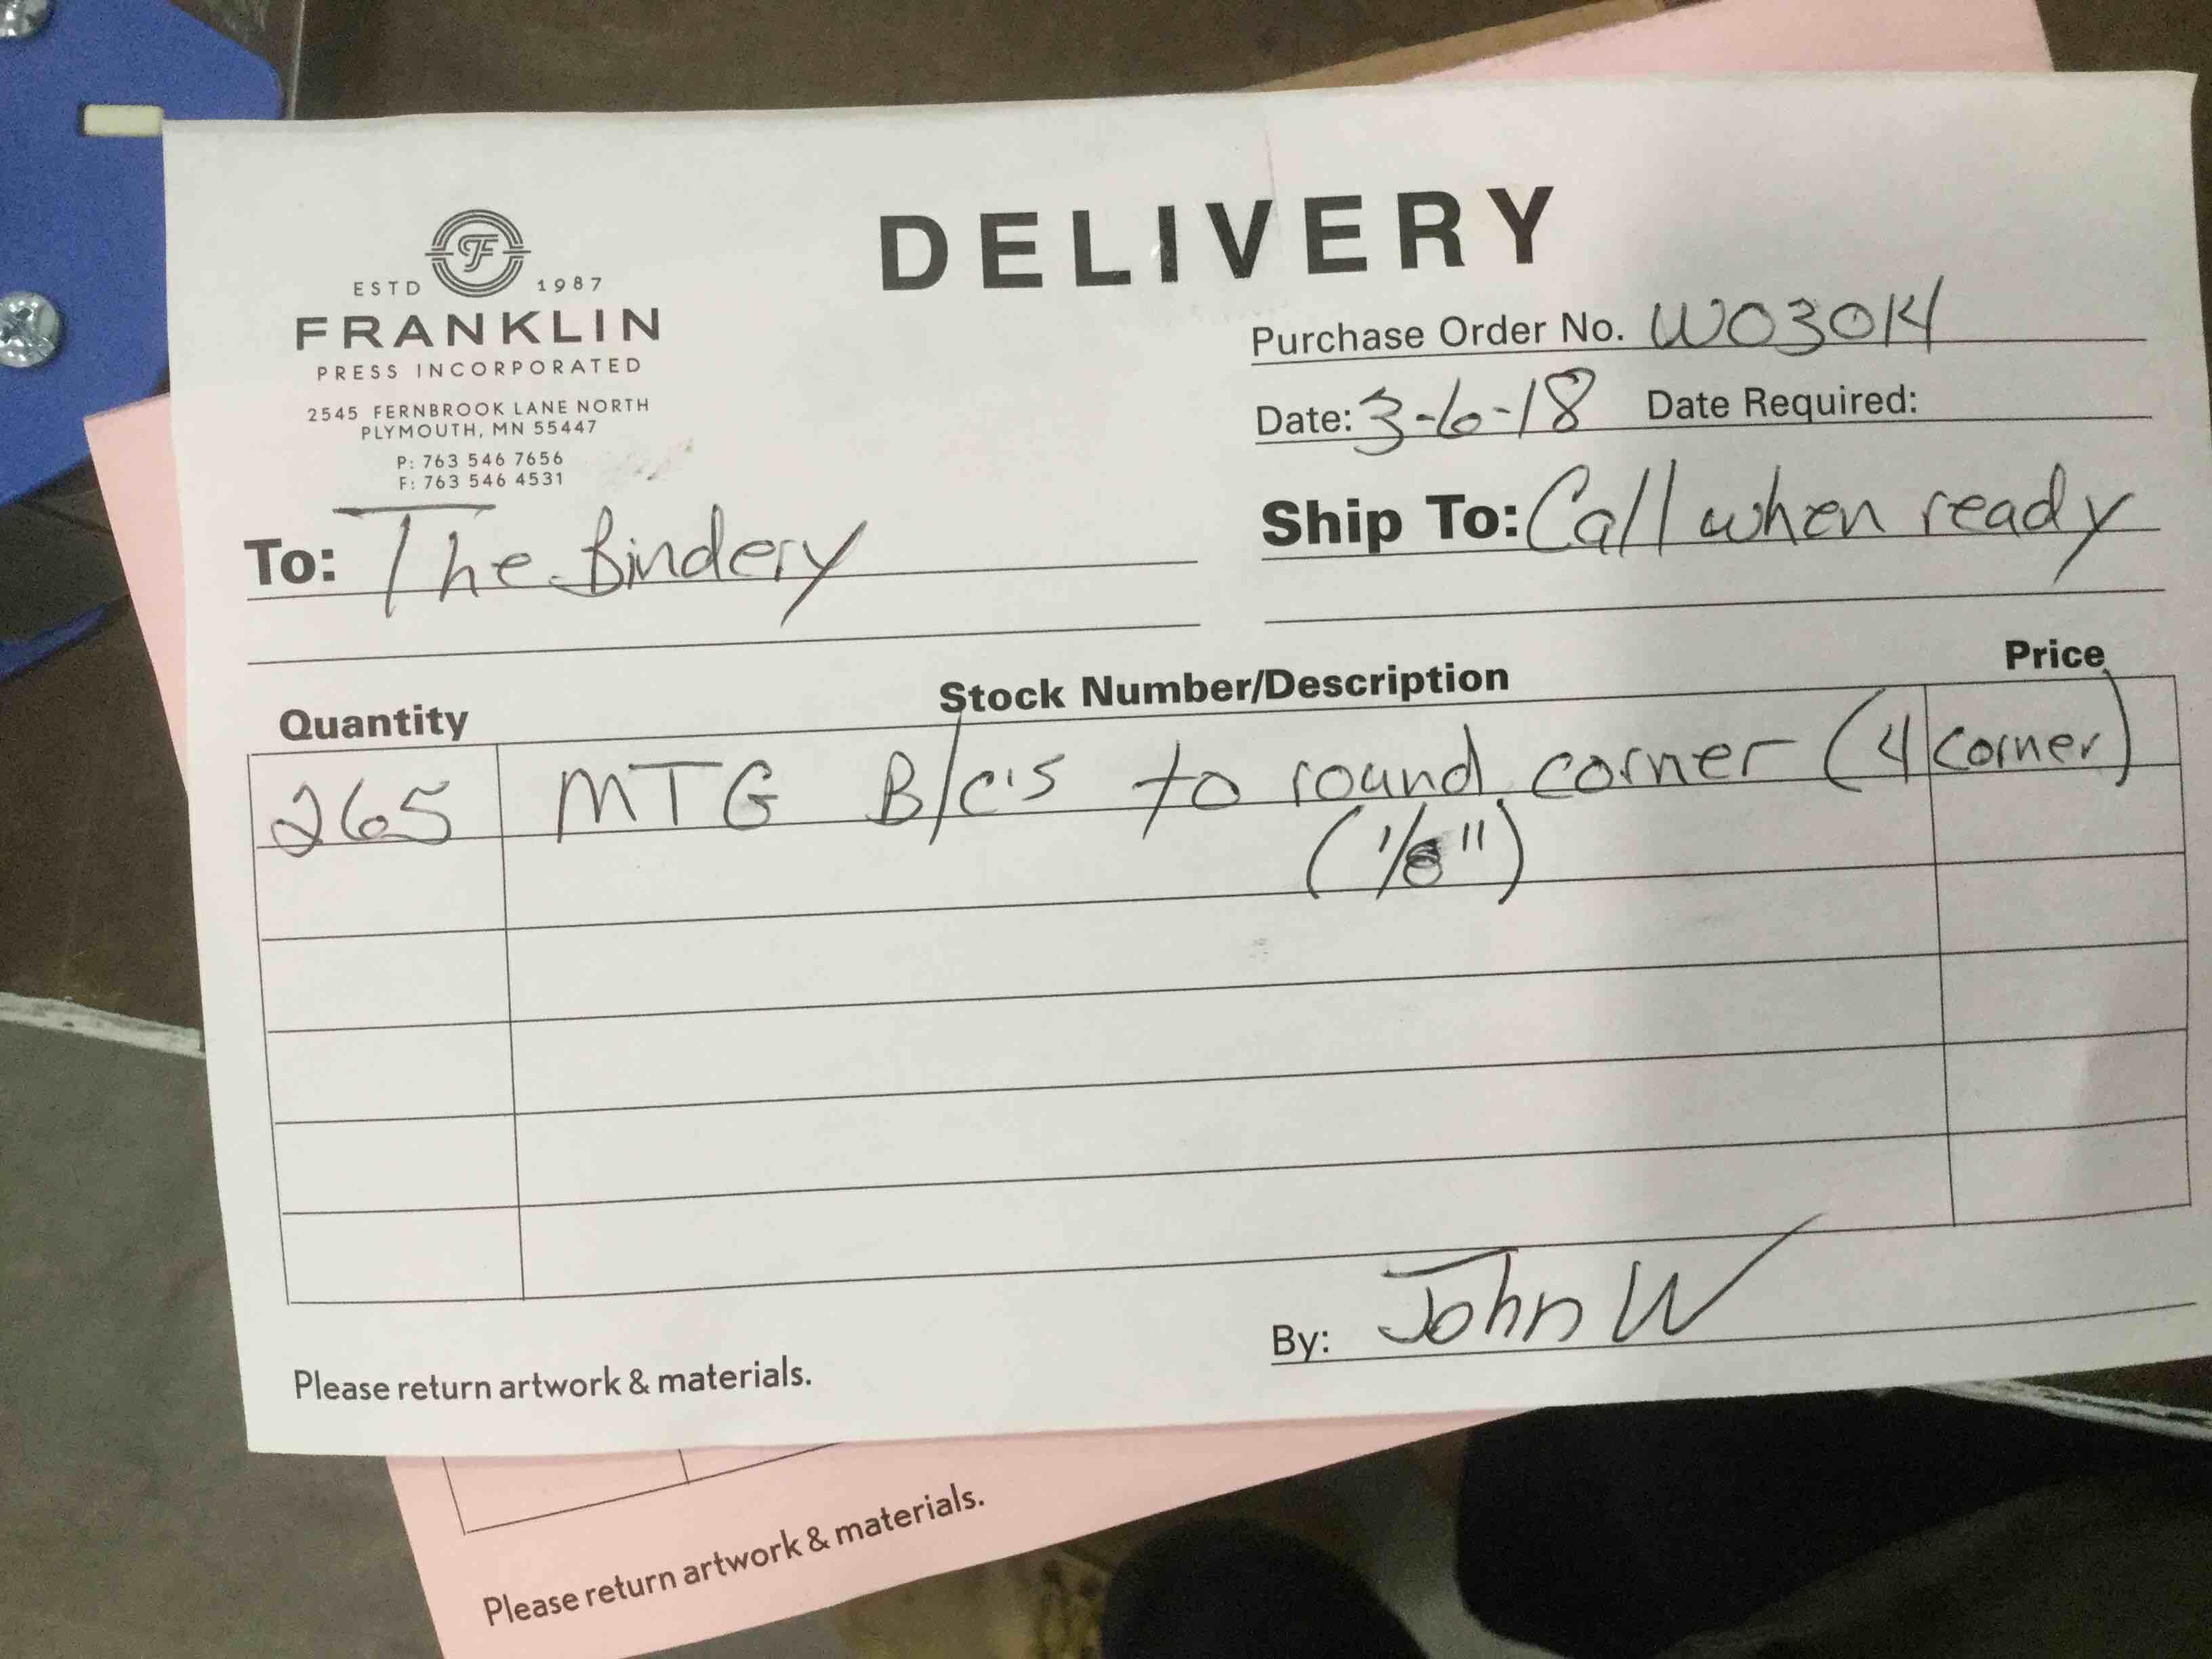 DELIVERY
ESTD 1987
FRANKLIN
PRESS INCORPORATED
2545 FERNBROOK LANE NORTH
PLYMOUTH, MN 55447
P: 763 546 7656
F: 763 546 4531
Purchase Order No. W03014
Date: 3-6-18 Date Required:
To: The Bindery
Ship To: Call when ready
Quantity Stock Number/Description Price
265 MTG B/C's to round corner (4 corner)
(1/8")
By: John W
Please return artwork & materials.
Please return artwork & materials.